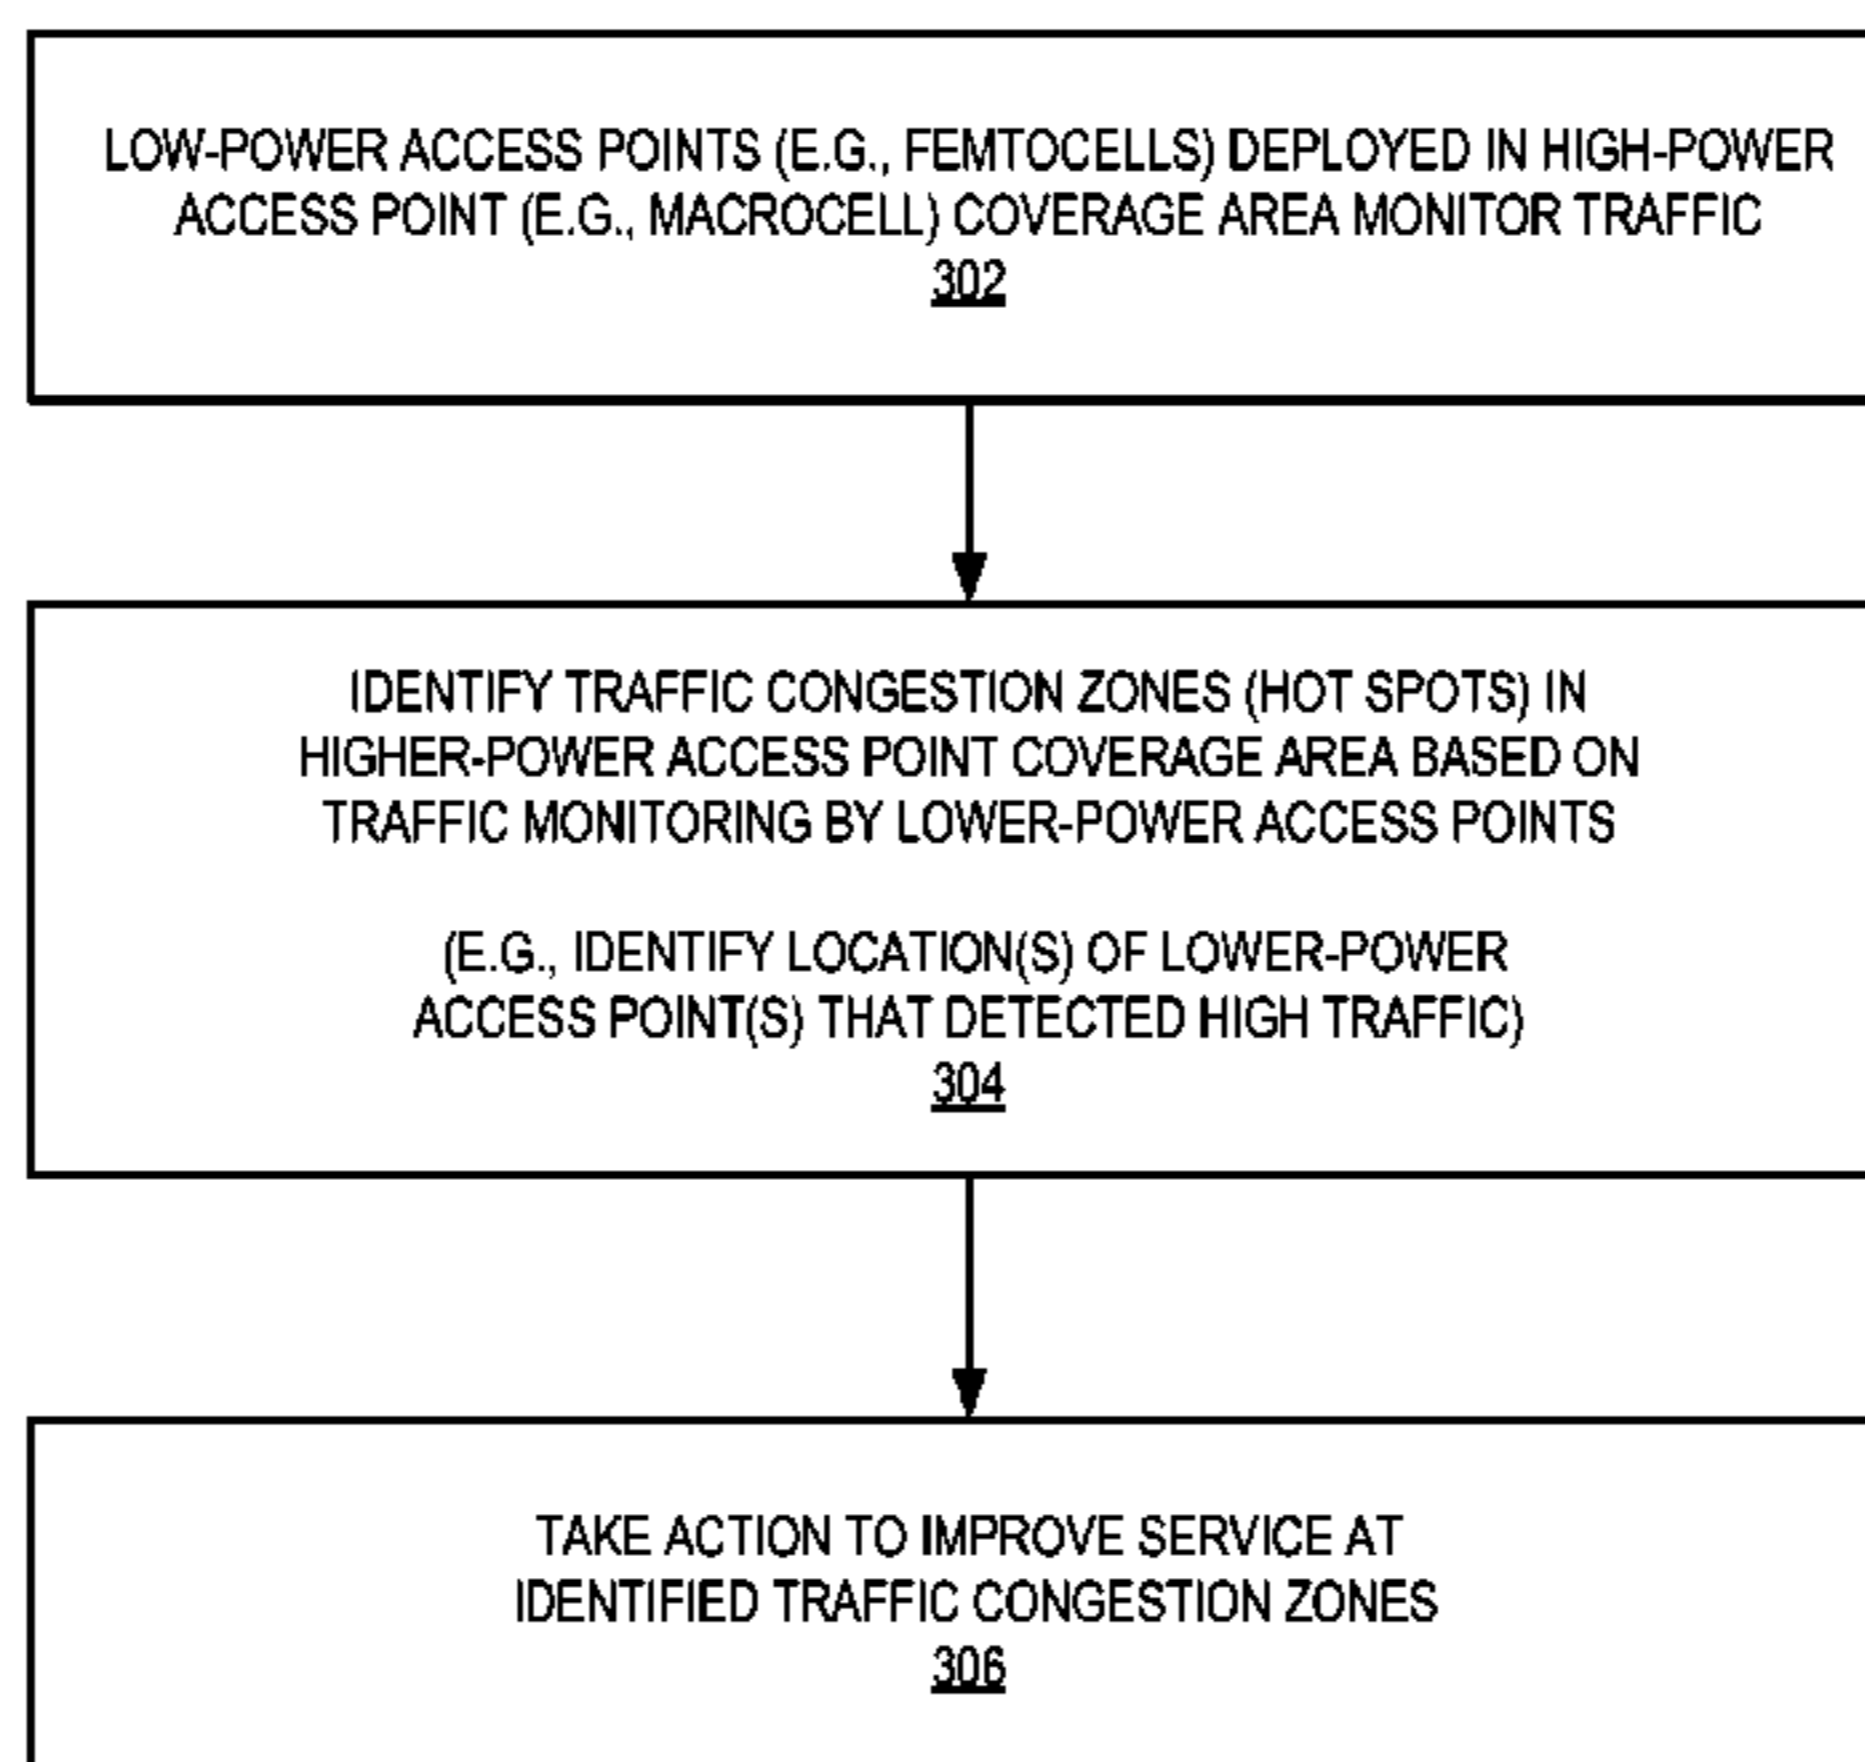 LOW-POWER ACCESS POINTS (E.G., FEMTOCELLS) DEPLOYED IN HIGH-POWER
ACCESS POINT (E.G., MACROCELL) COVERAGE AREA MONITOR TRAFFIC
302
IDENTIFY TRAFFIC CONGESTION ZONES (HOT SPOTS) IN
HIGHER-POWER ACCESS POINT COVERAGE AREA BASED ON
TRAFFIC MONITORING BY LOWER-POWER ACCESS POINTS
(E.G., IDENTIFY LOCATION(S) OF LOWER-POWER
ACCESS POINT(S) THAT DETECTED HIGH TRAFFIC)
304
TAKE ACTION TO IMPROVE SERVICE AT
IDENTIFIED TRAFFIC CONGESTION ZONES
306